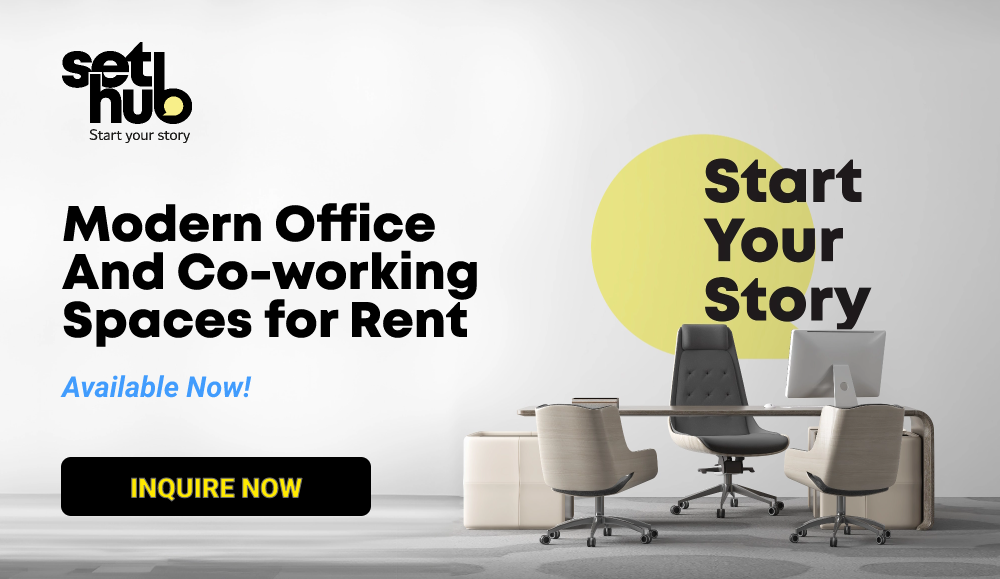 seti
hub
Start your story
Modern Office
And Co-working
Spaces for Rent
Available Now!
INQUIRE NOW
Start
Your
Story